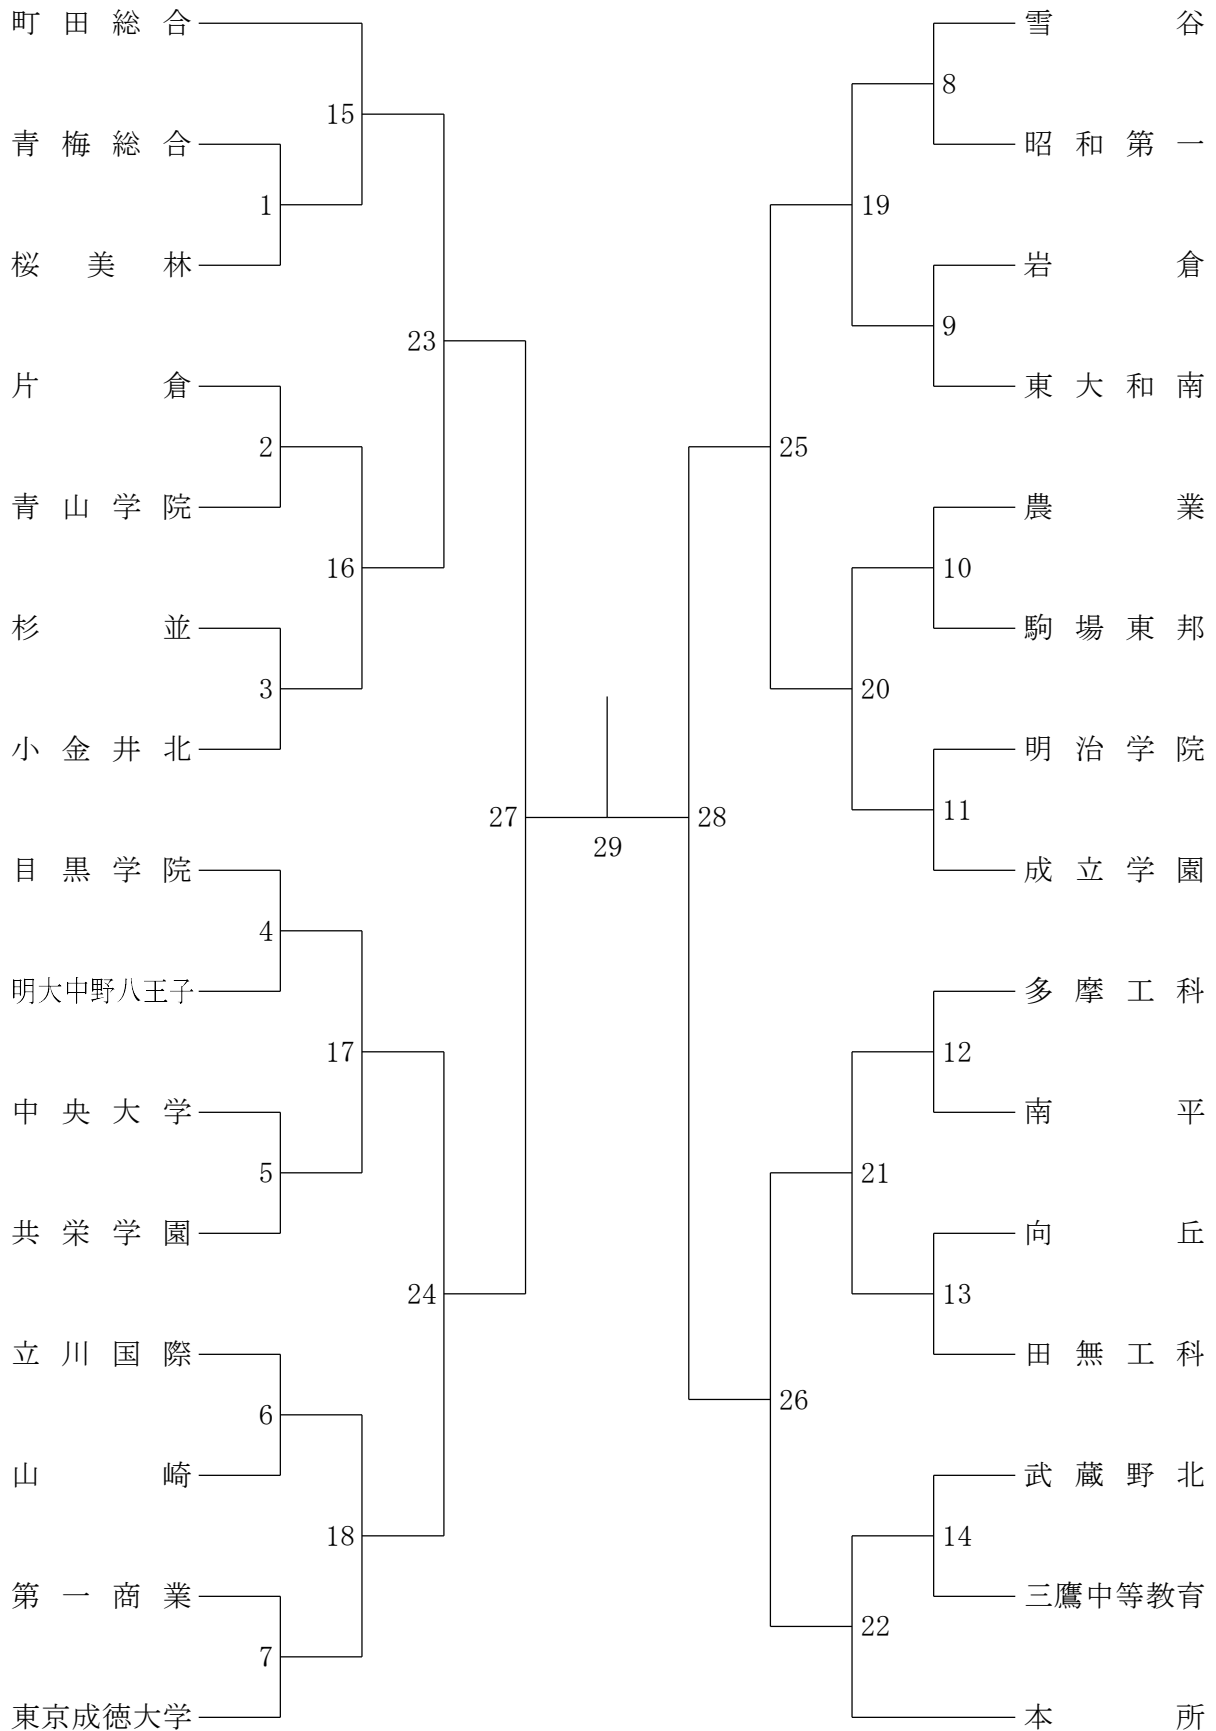 町田総合
15
青梅総合
1
桜美林
23
片倉
2
青山学院
16
杉並
3
小金井北
27
目黒学院
4
明大中野八王子
17
中央大学
5
共栄学園
24
立川国際
6
山崎
18
第一商業
7
東京成徳大学
29
雪谷
8
昭和第一
19
岩倉
9
東大和南
25
農業
10
駒場東邦
20
明治学院
11
成立学園
28
多摩工科
12
南平
21
向丘
13
田無工科
26
武蔵野北
14
三鷹中等教育
22
本所